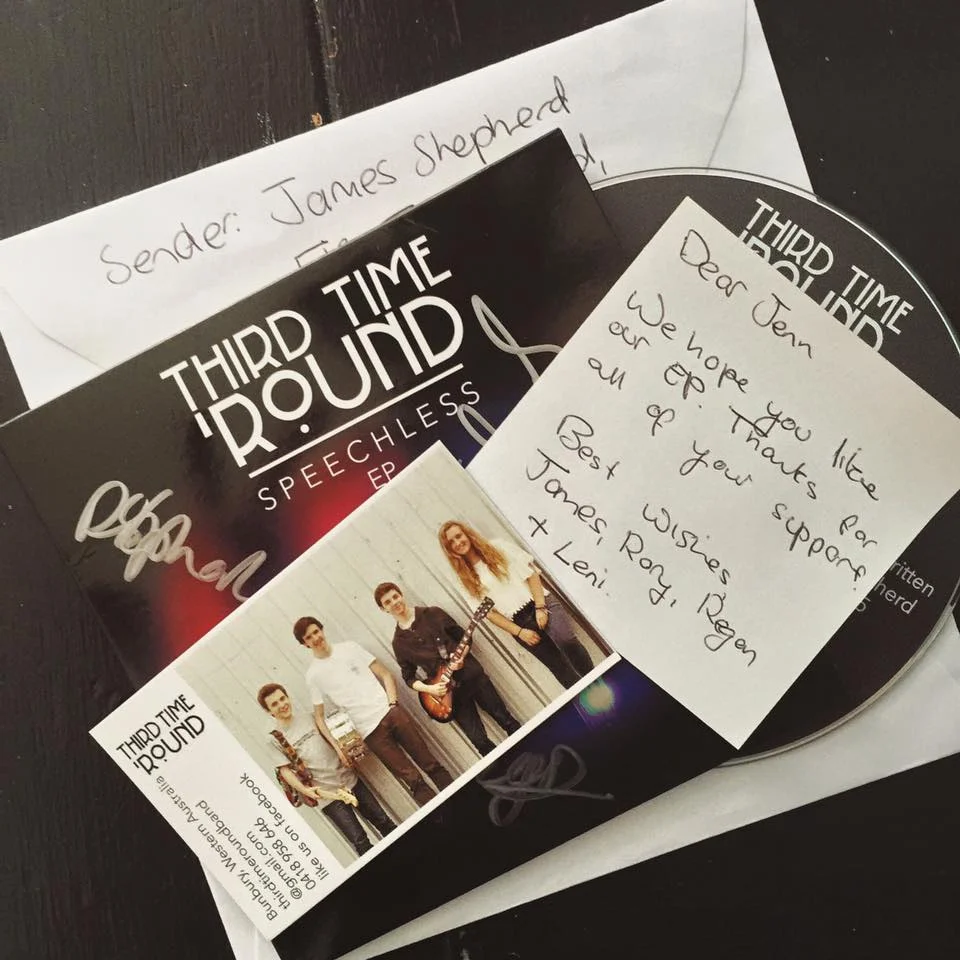 Sender: James Shepherd
THIRD TIME
'ROUND
SPEECHLESS
EP
THIRD TIME
'ROUND
Dear Jenn
We hope you like
our EP. Thanks for
all of your support.
Best wishes
James, Rory, Regan
+ Leni.
ritten
herd
THIRD TIME
'ROUND
Bunbury, Western Australia
thirdtimeroundband
@gmail.com
0418 958 646
like us on facebook